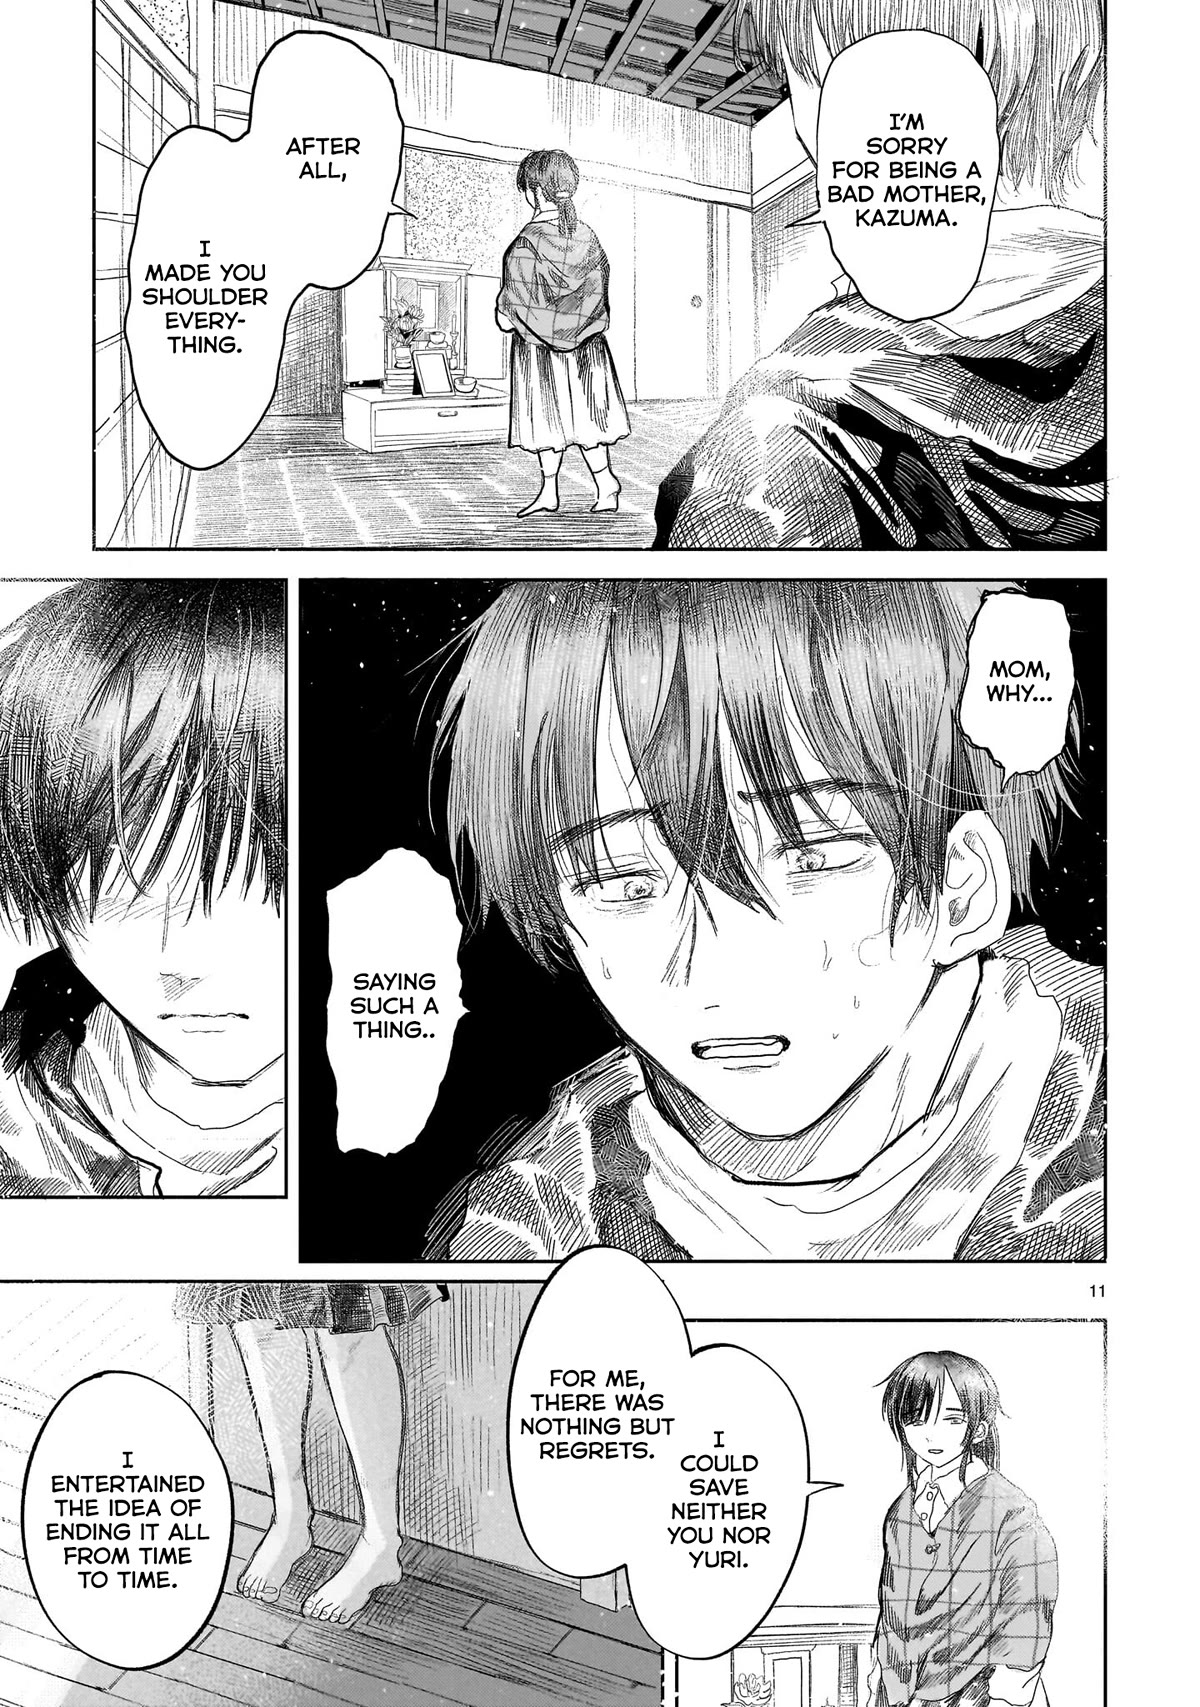 I'M
SORRY
FOR BEING A
BAD MOTHER,
KAZUMA.
AFTER
ALL,
I
MADE YOU
SHOULDER
EVERY-
THING.
MOM,
WHY...
SAYING
SUCH A
THING..
11
I
COULD
SAVE
NEITHER
YOU NOR
YURI.
FOR ME,
THERE WAS
NOTHING BUT
REGRETS.
I
ENTERTAINED
THE IDEA OF
ENDING IT ALL
FROM TIME
TO TIME.